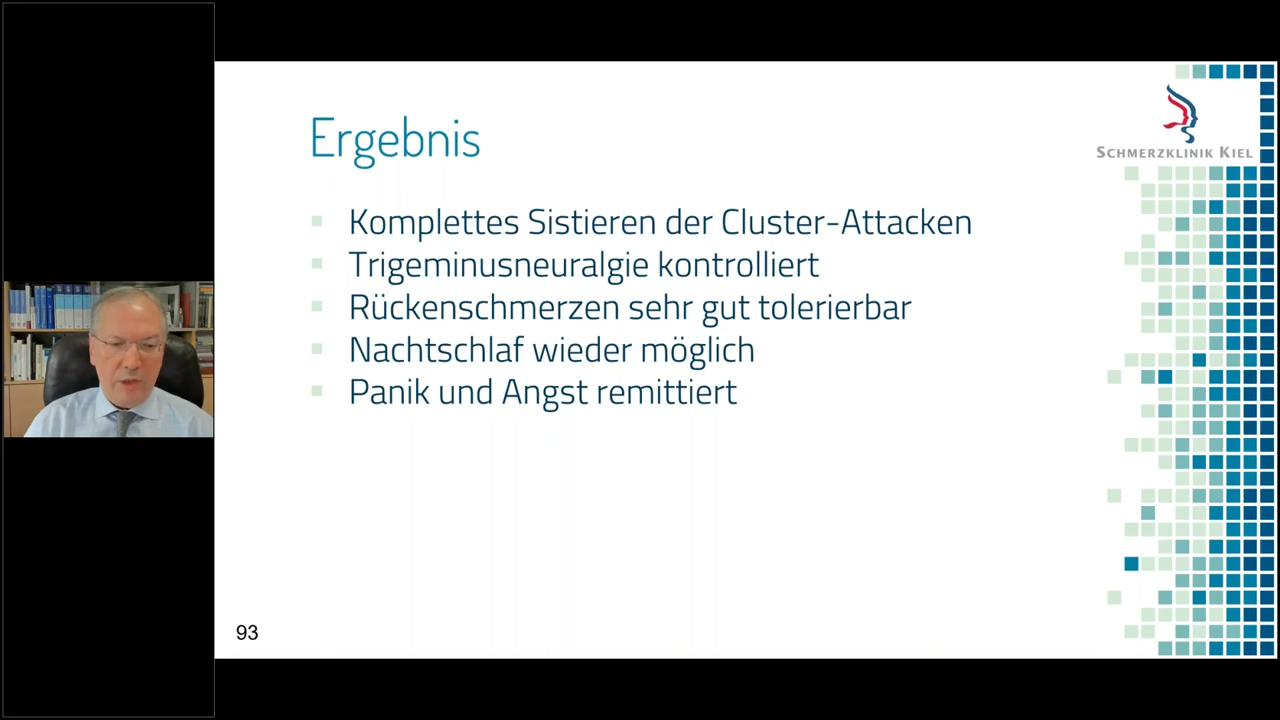 Ergebnis
SCHMERZKLINIK KIEL
Komplettes Sistieren der Cluster-Attacken
Trigeminusneuralgie kontrolliert
Rückenschmerzen sehr gut tolerierbar
Nachtschlaf wieder möglich
Panik und Angst remittiert
93